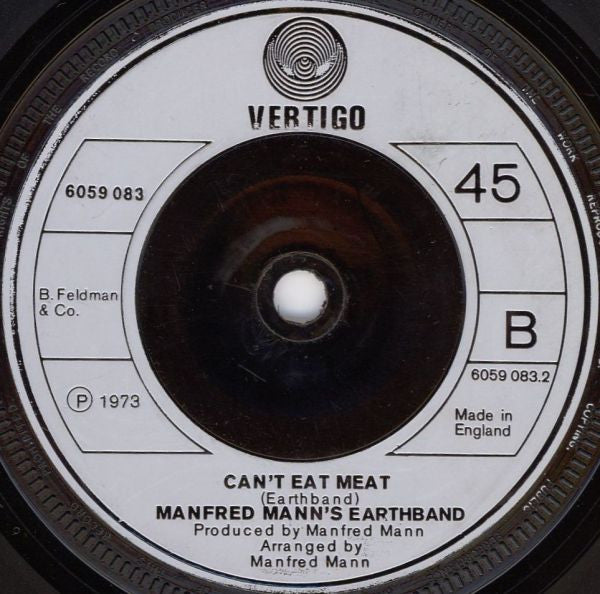 VERTIGO
6059 083
45
B. Feldman
& Co.
B
6059 083.2
℗ 1973
Made in
England
CAN'T EAT MEAT
(Earthband)
MANFRED MANN'S EARTHBAND
Produced by Manfred Mann
Arranged by
Manfred Mann